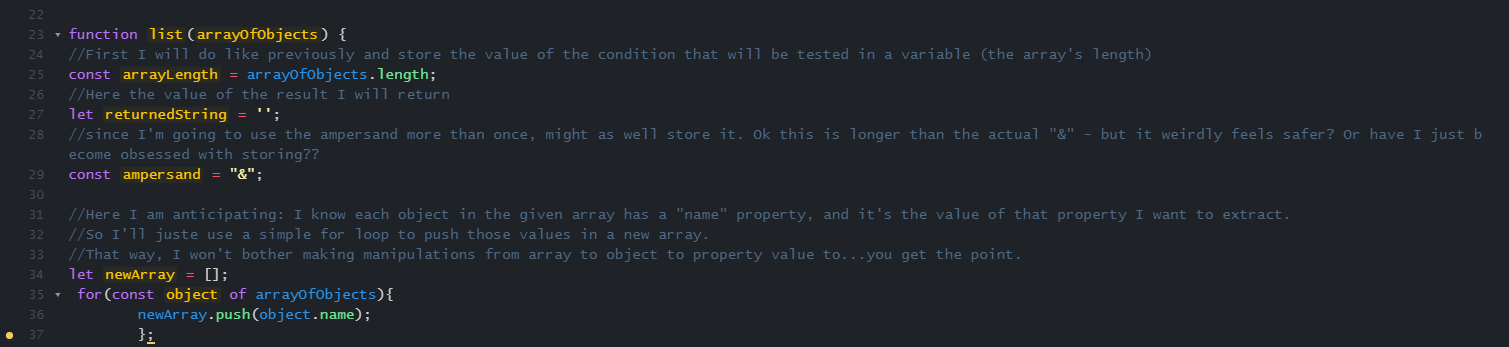 22
23 function list(arrayOfObjects) {
24 //First I will do like previously and store the value of the condition that will be tested in a variable (the array's length)
25 const arrayLength = arrayOfObjects.length;
26 //Here the value of the result I will return
27 let returnedString = '';
28 //since I'm going to use the ampersand more than once, might as well store it. Ok this is longer than the actual "&" - but it weirdly feels safer? Or have I just b
ecome obsessed with storing??
29 const ampersand = "&";
30
31 //Here I am anticipating: I know each object in the given array has a "name" property, and it's the value of that property I want to extract.
32 //So I'll juste use a simple for loop to push those values in a new array.
33 //That way, I won't bother making manipulations from array to object to property value to...you get the point.
34 let newArray = [];
35 for(const object of arrayOfObjects){
36 newArray.push(object.name);
37 };